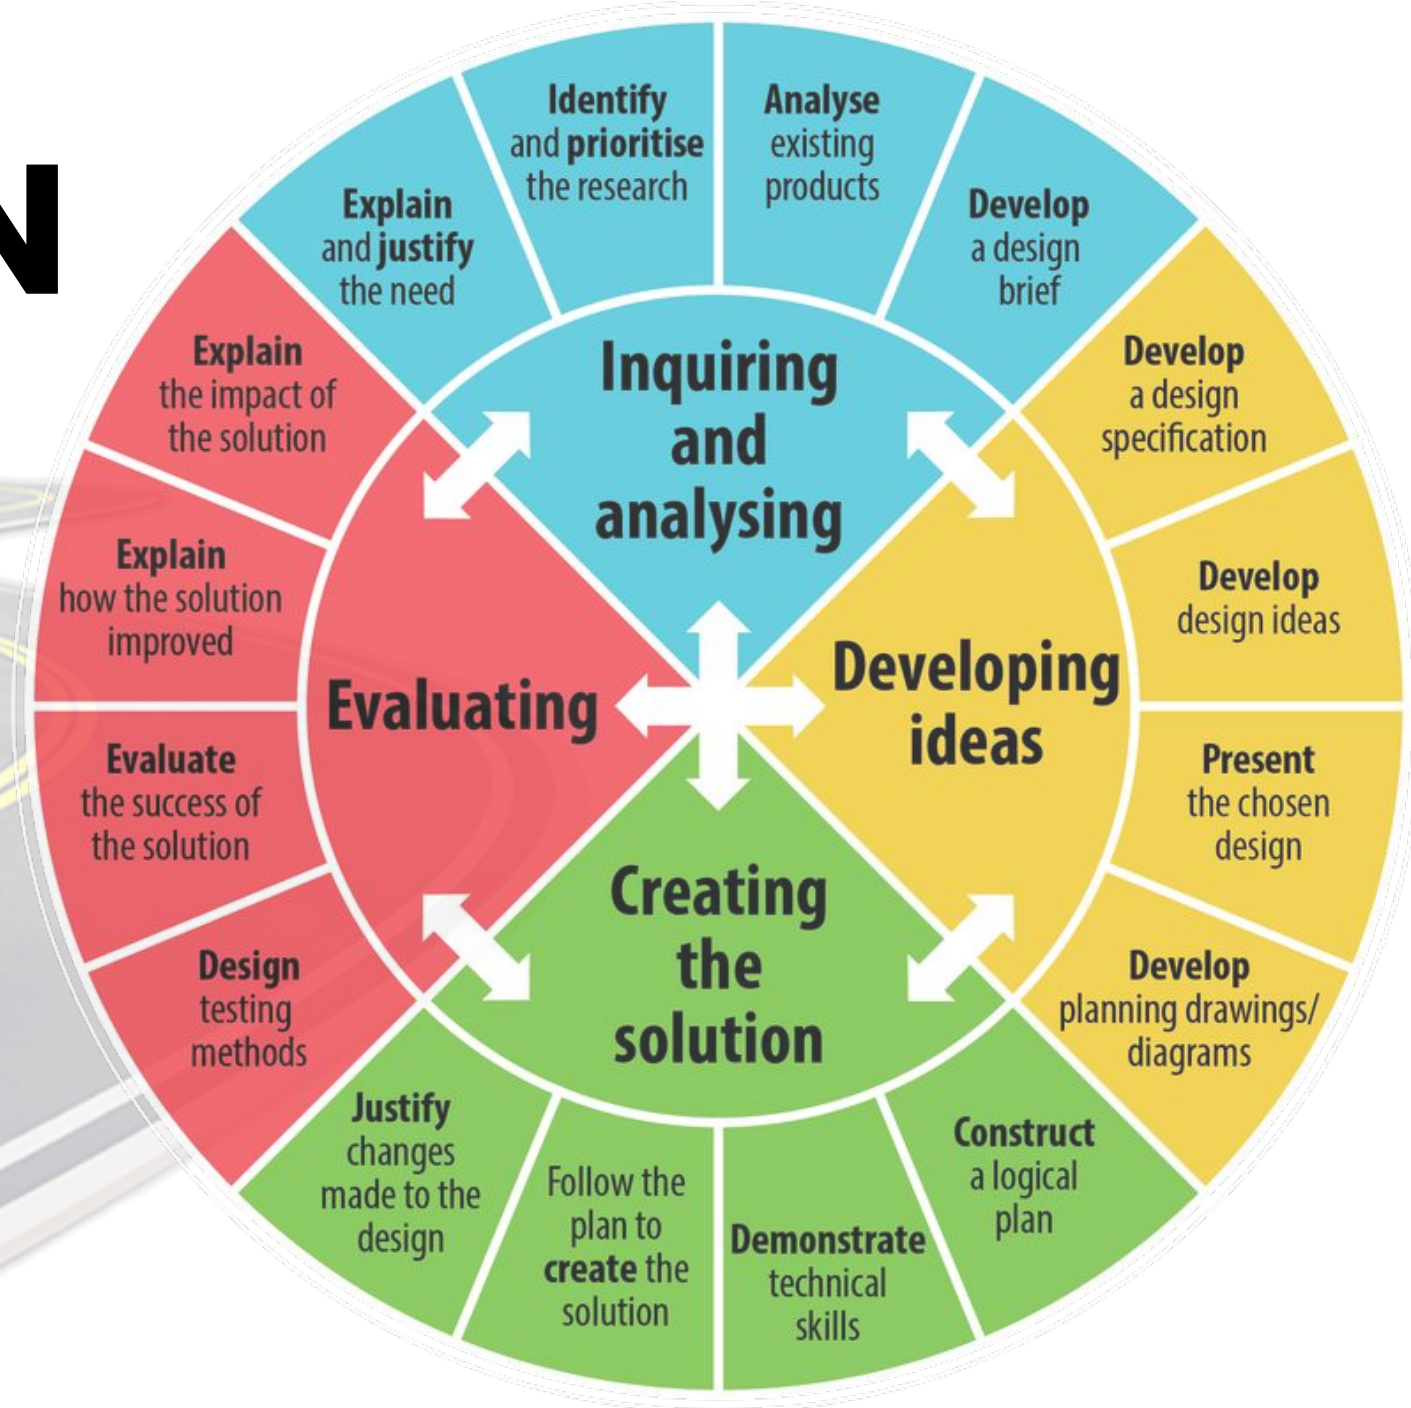 N
Explain
and justify
the need
Identify
and prioritise
the research
Analyse
existing
products
Develop
a design
brief
Develop
a design
specification
Develop
design ideas
Present
the chosen
design
Develop
planning drawings/
diagrams
Construct
a logical
plan
Demonstrate
technical
skills
Follow the
plan to
create the
solution
Justify
changes
made to the
design
Design
testing
methods
Evaluate
the success of
the solution
Explain
how the solution
improved
Explain
the impact of
the solution
Inquiring
and
analysing
Developing
ideas
Creating
the
solution
Evaluating